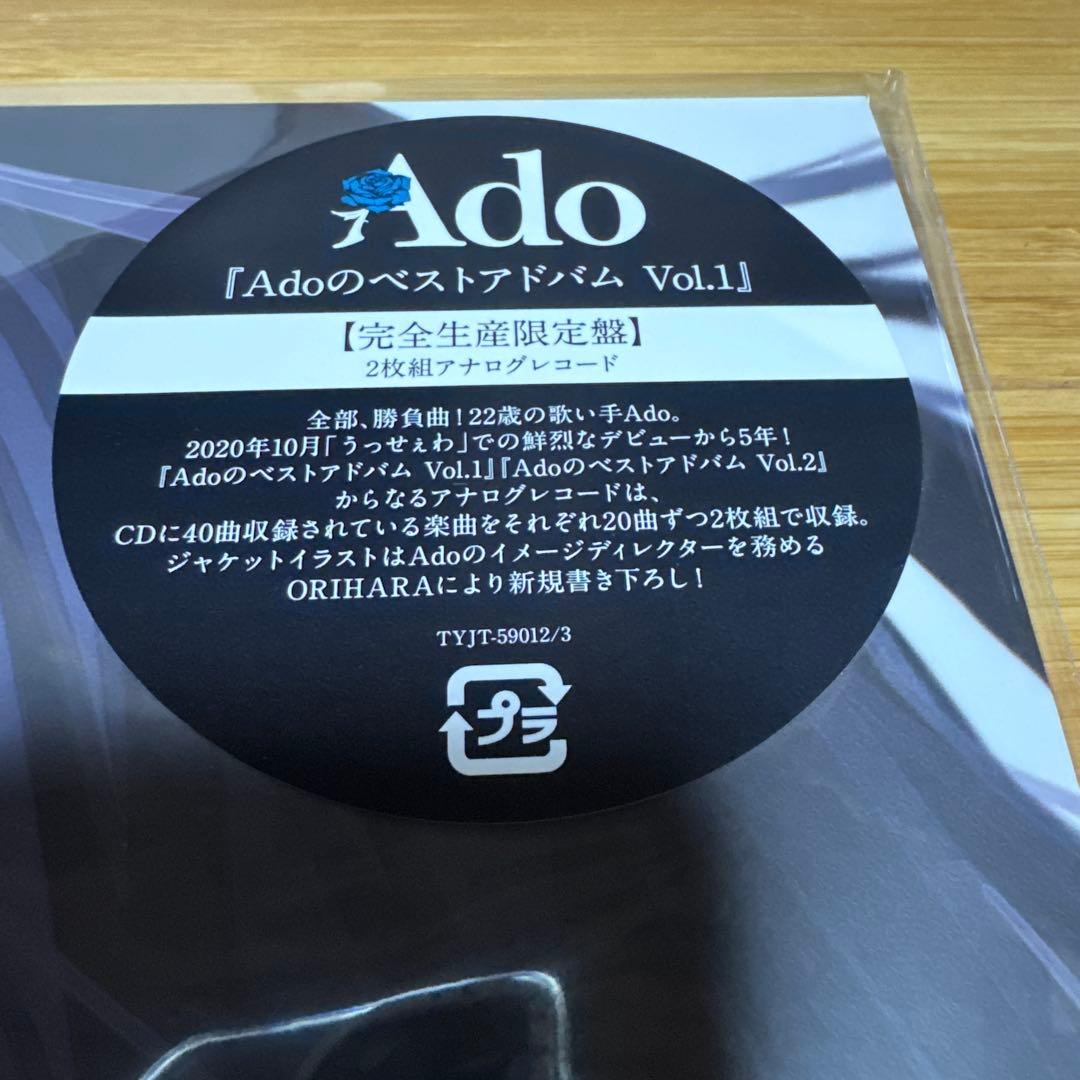 Ado
『Adoのベストアドバム Vol.1』
【完全生産限定盤】
2枚組アナログレコード
全部、勝負曲！22歳の歌い手Ado。
2020年10月「うっせぇわ」での鮮烈なデビューから5年！
『Adoのベストアドバム Vol.1』『Adoのベストアドバム Vol.2』
からなるアナログレコードは、
CDに40曲収録されている楽曲をそれぞれ20曲ずつ2枚組で収録。
ジャケットイラストはAdoのイメージディレクターを務める
ORIHARAにより新規書き下ろし！
TYJT-59012/3
プラ